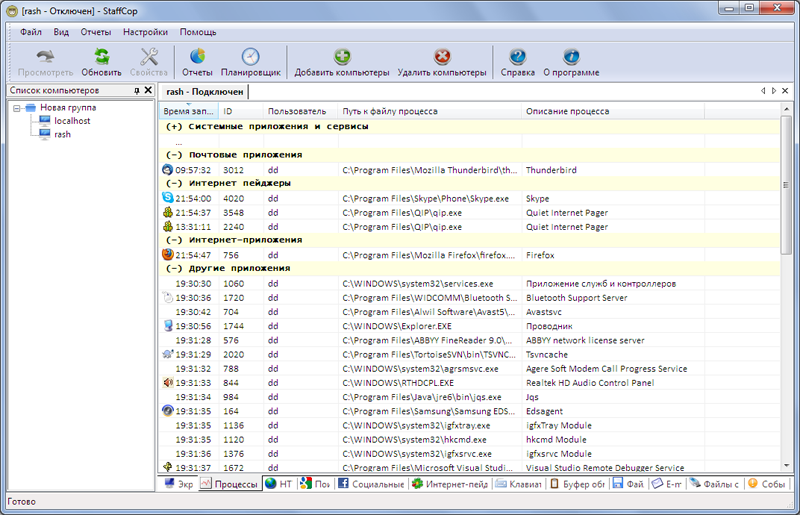 [rash - Отключен] - StaffCop
Файл Вид Отчеты Настройки Помощь
Просмотреть Обновить Свойства Отчеты Планировщик Добавить компьютеры Удалить компьютеры Справка О программе
Список компьютеров
Новая группа
localhost
rash
rash - Подключен
Время зап... ID Пользователь Путь к файлу процесса Описание процесса
(+) Системные приложения и сервисы
...
(-) Почтовые приложения
09:57:32 3012 dd C:\Program Files\Mozilla Thunderbird\th... Thunderbird
(-) Интернет пейджеры
21:54:00 4020 dd C:\Program Files\Skype\Phone\Skype.exe Skype
21:54:37 3548 dd C:\Program Files\QIP\qip.exe Quiet Internet Pager
13:31:11 2240 dd C:\Program Files\QIP\qip.exe Quiet Internet Pager
(-) Интернет-приложения
21:54:47 756 dd C:\Program Files\Mozilla Firefox\firefox.... Firefox
(-) Другие приложения
19:30:30 1060 dd C:\WINDOWS\system32\services.exe Приложение служб и контроллеров
19:30:36 1720 dd C:\Program Files\WIDCOMM\Bluetooth S... Bluetooth Support Server
19:30:42 704 dd C:\Program Files\Alwil Software\Avast5\... Avastsvc
19:30:56 1744 dd C:\WINDOWS\Explorer.EXE Проводник
19:31:28 576 dd C:\Program Files\ABBYY FineReader 9.0\... ABBYY network license server
19:31:29 2020 dd C:\Program Files\TortoiseSVN\bin\TSVNC... Tsvncache
19:31:32 788 dd C:\WINDOWS\system32\agrsmsvc.exe Agere Soft Modem Call Progress Service
19:31:33 844 dd C:\WINDOWS\RTHDCPL.EXE Realtek HD Audio Control Panel
19:31:34 984 dd C:\Program Files\Java\jre6\bin\jqs.exe Jqs
19:31:35 164 dd C:\Program Files\Samsung\Samsung EDS... Edsagent
19:31:35 1136 dd C:\WINDOWS\system32\igfxtray.exe igfxTray Module
19:31:35 1120 dd C:\WINDOWS\system32\hkcmd.exe hkcmd Module
19:31:35 1376 dd C:\WINDOWS\system32\igfxsrvc.exe igfxsrvc Module
19:31:37 1672 dd C:\Program Files\Microsoft Visual Studi... Visual Studio Remote Debugger Service
Экр Процессы HT Пои Социальные Интернет-пейд Клавиат Буфер обм Фай E-m Файлы с Собы
Готово